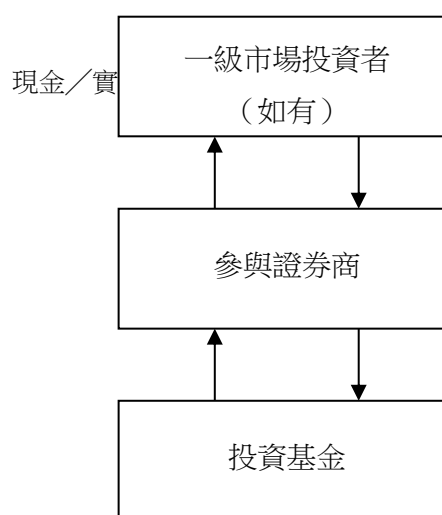 一級市場投資者
現金／實
（如有）
參與證券商
投資基金